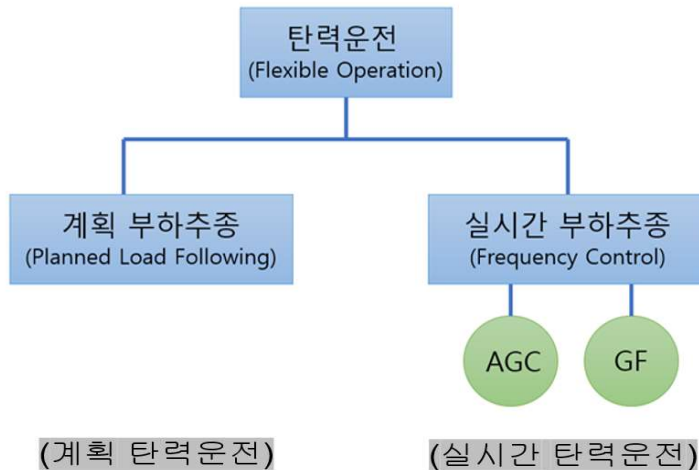 탄력운전
(Flexible Operation)
계획 부하추종
(Planned Load Following)
실시간 부하추종
(Frequency Control)
AGC
GF
(계획 탄력운전)
(실시간 탄력운전)